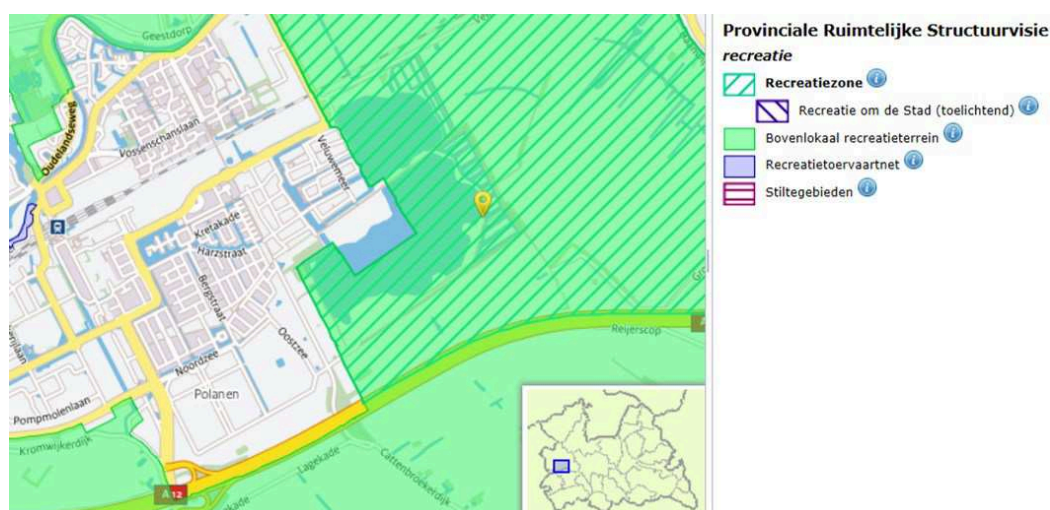 Geestdorp
Oudelandseweg
Vossenschanslaan
Veluwemeer
Kretakade
Harzstraat
Bergstraat
Oostzee
Noordzee
Reijerscop
Polanen
Pompmolenlaan
Kromwijkerdijk
Lagekade
Cattenbroekerdijk
A 12
Provinciale Ruimtelijke Structuurvisie
recreatie
Recreatiezone
Recreatie om de Stad (toelichtend)
Bovenlokaal recreatieterrein
Recreatietoervaartnet
Stiltegebieden